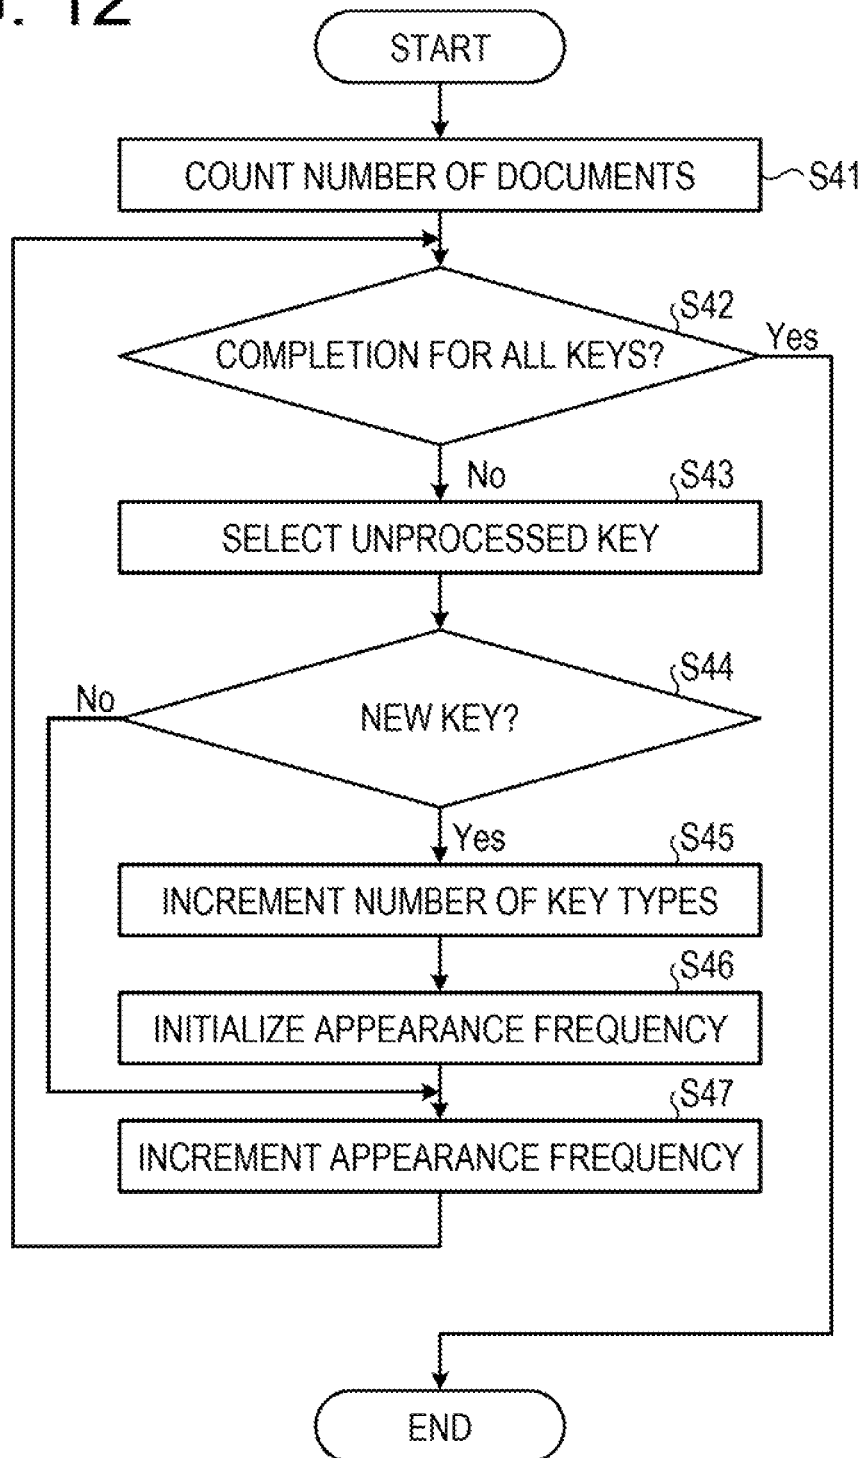 12
START
COUNT NUMBER OF DOCUMENTS
S41
S42
COMPLETION FOR ALL KEYS?
Yes
No
S43
SELECT UNPROCESSED KEY
S44
No
NEW KEY?
Yes
S45
INCREMENT NUMBER OF KEY TYPES
S46
INITIALIZE APPEARANCE FREQUENCY
S47
INCREMENT APPEARANCE FREQUENCY
END